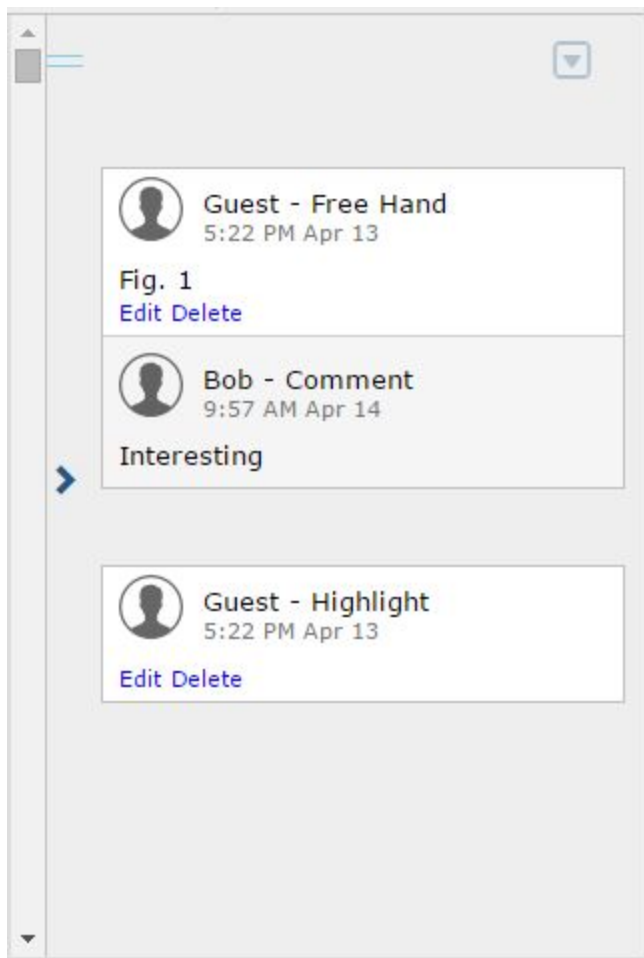 Guest - Free Hand
5:22 PM Apr 13
Fig. 1
Edit Delete
Bob - Comment
9:57 AM Apr 14
Interesting
Guest - Highlight
5:22 PM Apr 13
Edit Delete